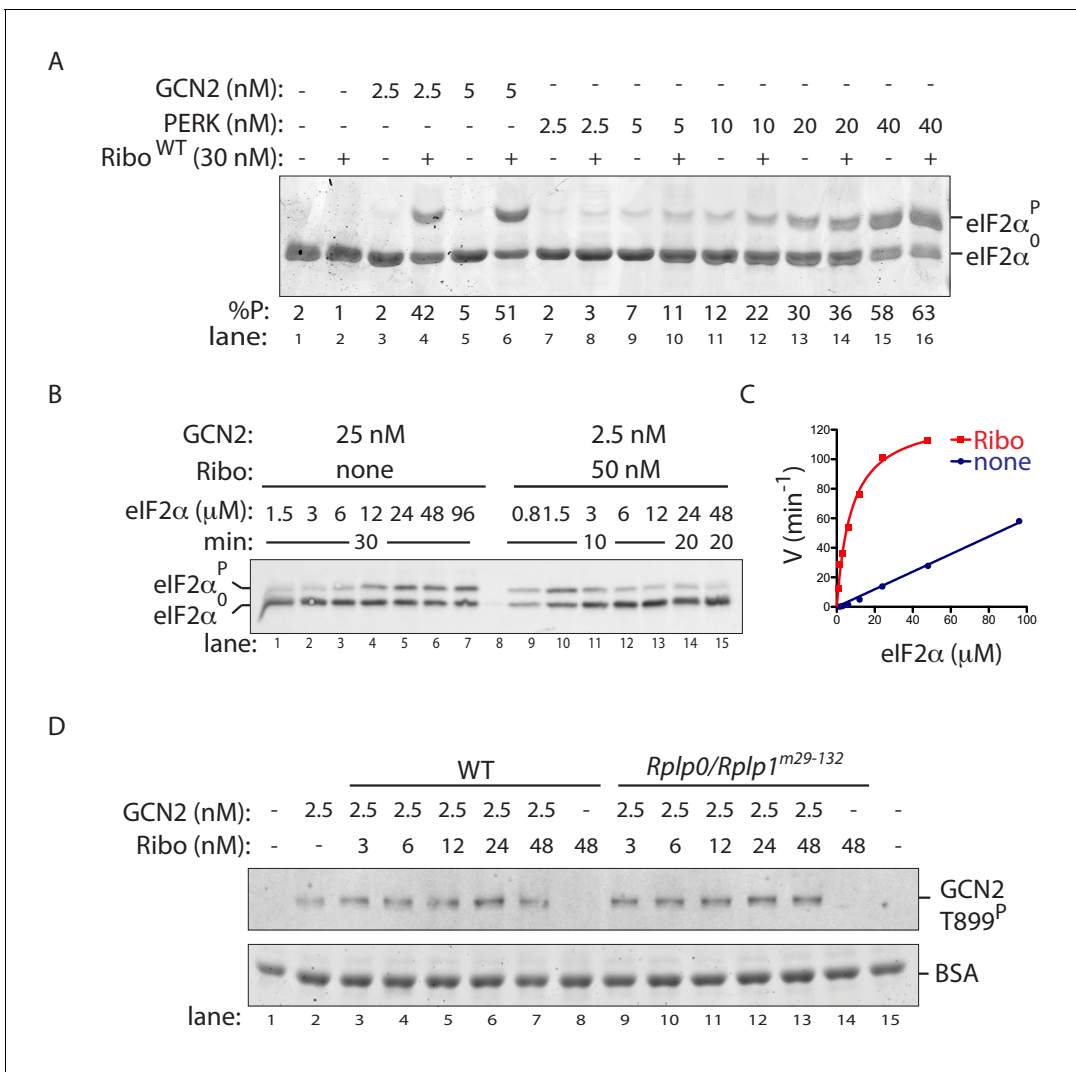 A
GCN2 (nM): - - 2.5 2.5 5 5 - - - - - - - - - -
PERK (nM): - - - - - - 2.5 2.5 5 5 10 10 20 20 40 40
Ribo WT (30 nM) - + - + - + - + - + - + - + - +
eIF2α P
eIF2α 0
%P: 2 1 2 42 5 51 2 3 7 11 12 22 30 36 58 63
lane: 1 2 3 4 5 6 7 8 9 10 11 12 13 14 15 16
B
GCN2: 25 nM 2.5 nM
Ribo: none 50 nM
eIF2α (μM): 1.5 3 6 12 24 48 96 0.8 1.5 3 6 12 24 48
min: 30 10 20 20
eIF2α P
eIF2α 0
lane: 1 2 3 4 5 6 7 8 9 10 11 12 13 14 15
C
120
100
80
60
40
20
0
V (min⁻¹)
Ribo
none
0 20 40 60 80 100
eIF2α (μM)
D
WT Rplp0/Rplp1 m29-132
GCN2 (nM): - 2.5 2.5 2.5 2.5 2.5 2.5 - 2.5 2.5 2.5 2.5 2.5 - -
Ribo (nM): - - 3 6 12 24 48 48 3 6 12 24 48 48 -
GCN2
T899 P
BSA
lane: 1 2 3 4 5 6 7 8 9 10 11 12 13 14 15